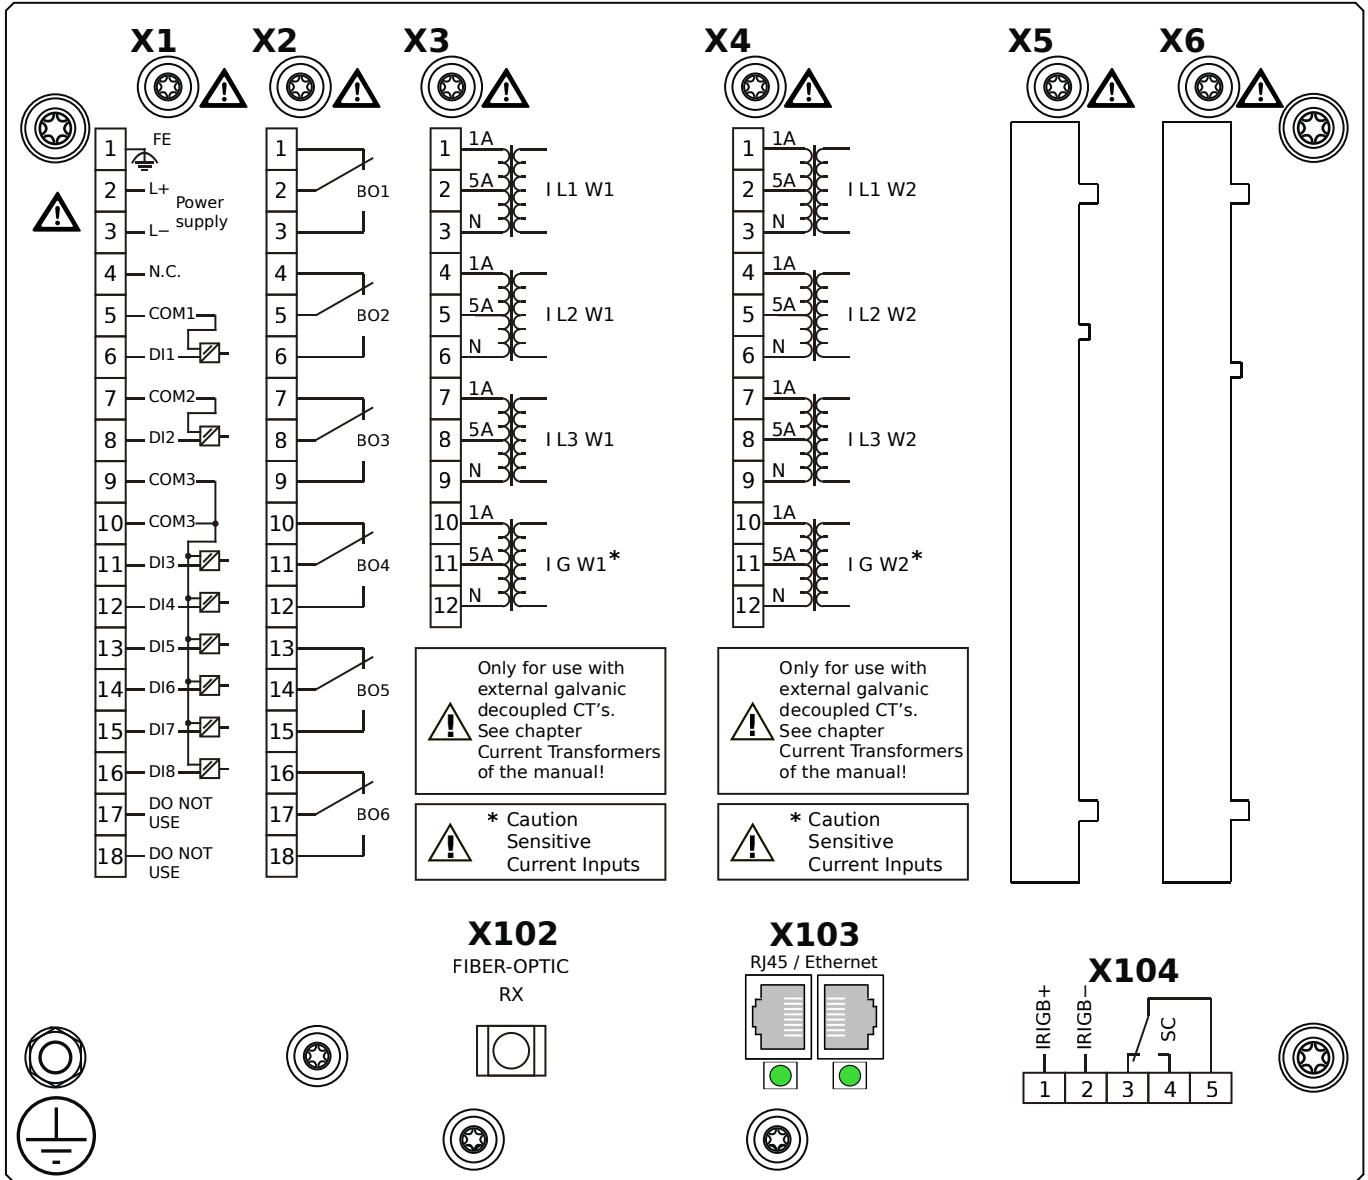 X1
X2
X3
X4
X5
X6
1 FE
2 L+
Power
supply
3 L−
4 N.C.
5 COM1
6 DI1
7 COM2
8 DI2
9 COM3
10 COM3
11 DI3
12 DI4
13 DI5
14 DI6
15 DI7
16 DI8
17 DO NOT
USE
18 DO NOT
USE
1
2 BO1
3
4
5 BO2
6
7
8 BO3
9
10
11 BO4
12
13
14 BO5
15
16
17 BO6
18
1 1A
2 5A I L1 W1
3 N
4 1A
5 5A I L2 W1
6 N
7 1A
8 5A I L3 W1
9 N
10 1A
11 5A I G W1*
12 N
Only for use with
external galvanic
decoupled CT's.
See chapter
Current Transformers
of the manual!
* Caution
Sensitive
Current Inputs
1 1A
2 5A I L1 W2
3 N
4 1A
5 5A I L2 W2
6 N
7 1A
8 5A I L3 W2
9 N
10 1A
11 5A I G W2*
12 N
Only for use with
external galvanic
decoupled CT's.
See chapter
Current Transformers
of the manual!
* Caution
Sensitive
Current Inputs
X102
FIBER-OPTIC
RX
X103
RJ45 / Ethernet
X104
IRIGB+
IRIGB−
SC
1 2 3 4 5